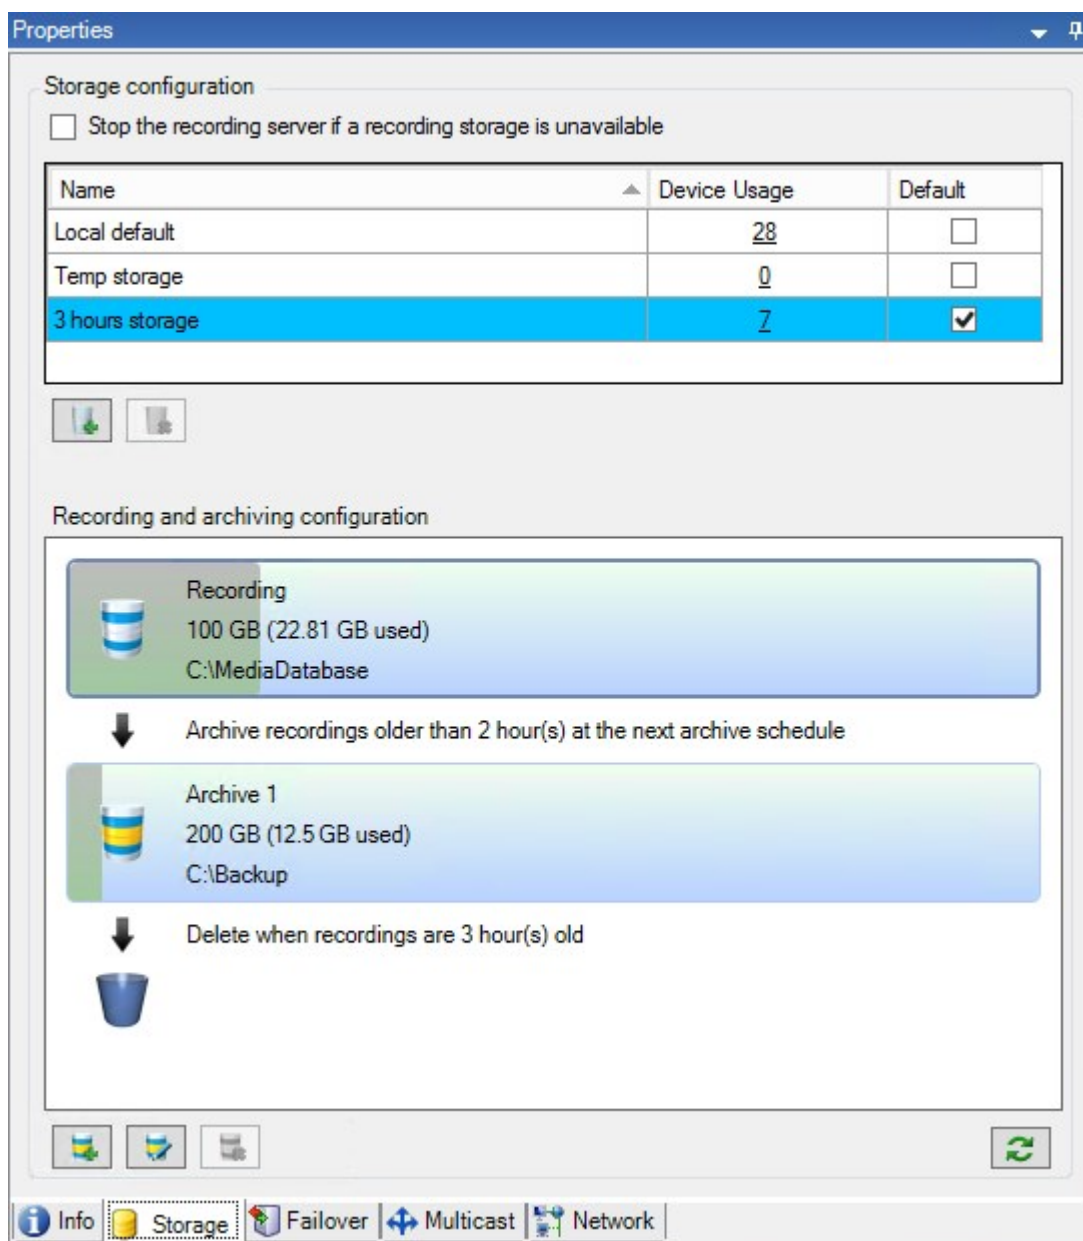 Properties
Storage configuration
Stop the recording server if a recording storage is unavailable
Name Device Usage Default
Local default 28
Temp storage 0
3 hours storage 7
Recording and archiving configuration
Recording
100 GB (22.81 GB used)
C:\MediaDatabase
Archive recordings older than 2 hour(s) at the next archive schedule
Archive 1
200 GB (12.5 GB used)
C:\Backup
Delete when recordings are 3 hour(s) old
Info Storage Failover Multicast Network